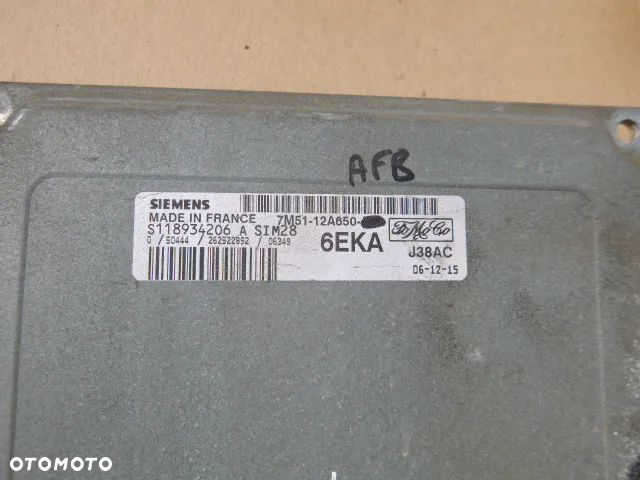 AFB
SIEMENS
MADE IN FRANCE 7M51-12A650-
S118934206 A SIM28
0 / 50444 / 262522892 / 06349
6EKA
FoMoCo
J38AC
06-12-15
OTOMOTO